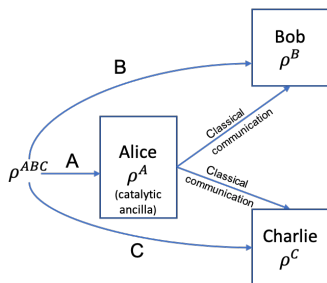 Bob
ρ^B
B
Classical
communication
Alice
ρ^A
(catalytic
ancilla)
A
ρ^{ABC}
Classical
communication
C
Charlie
ρ^C